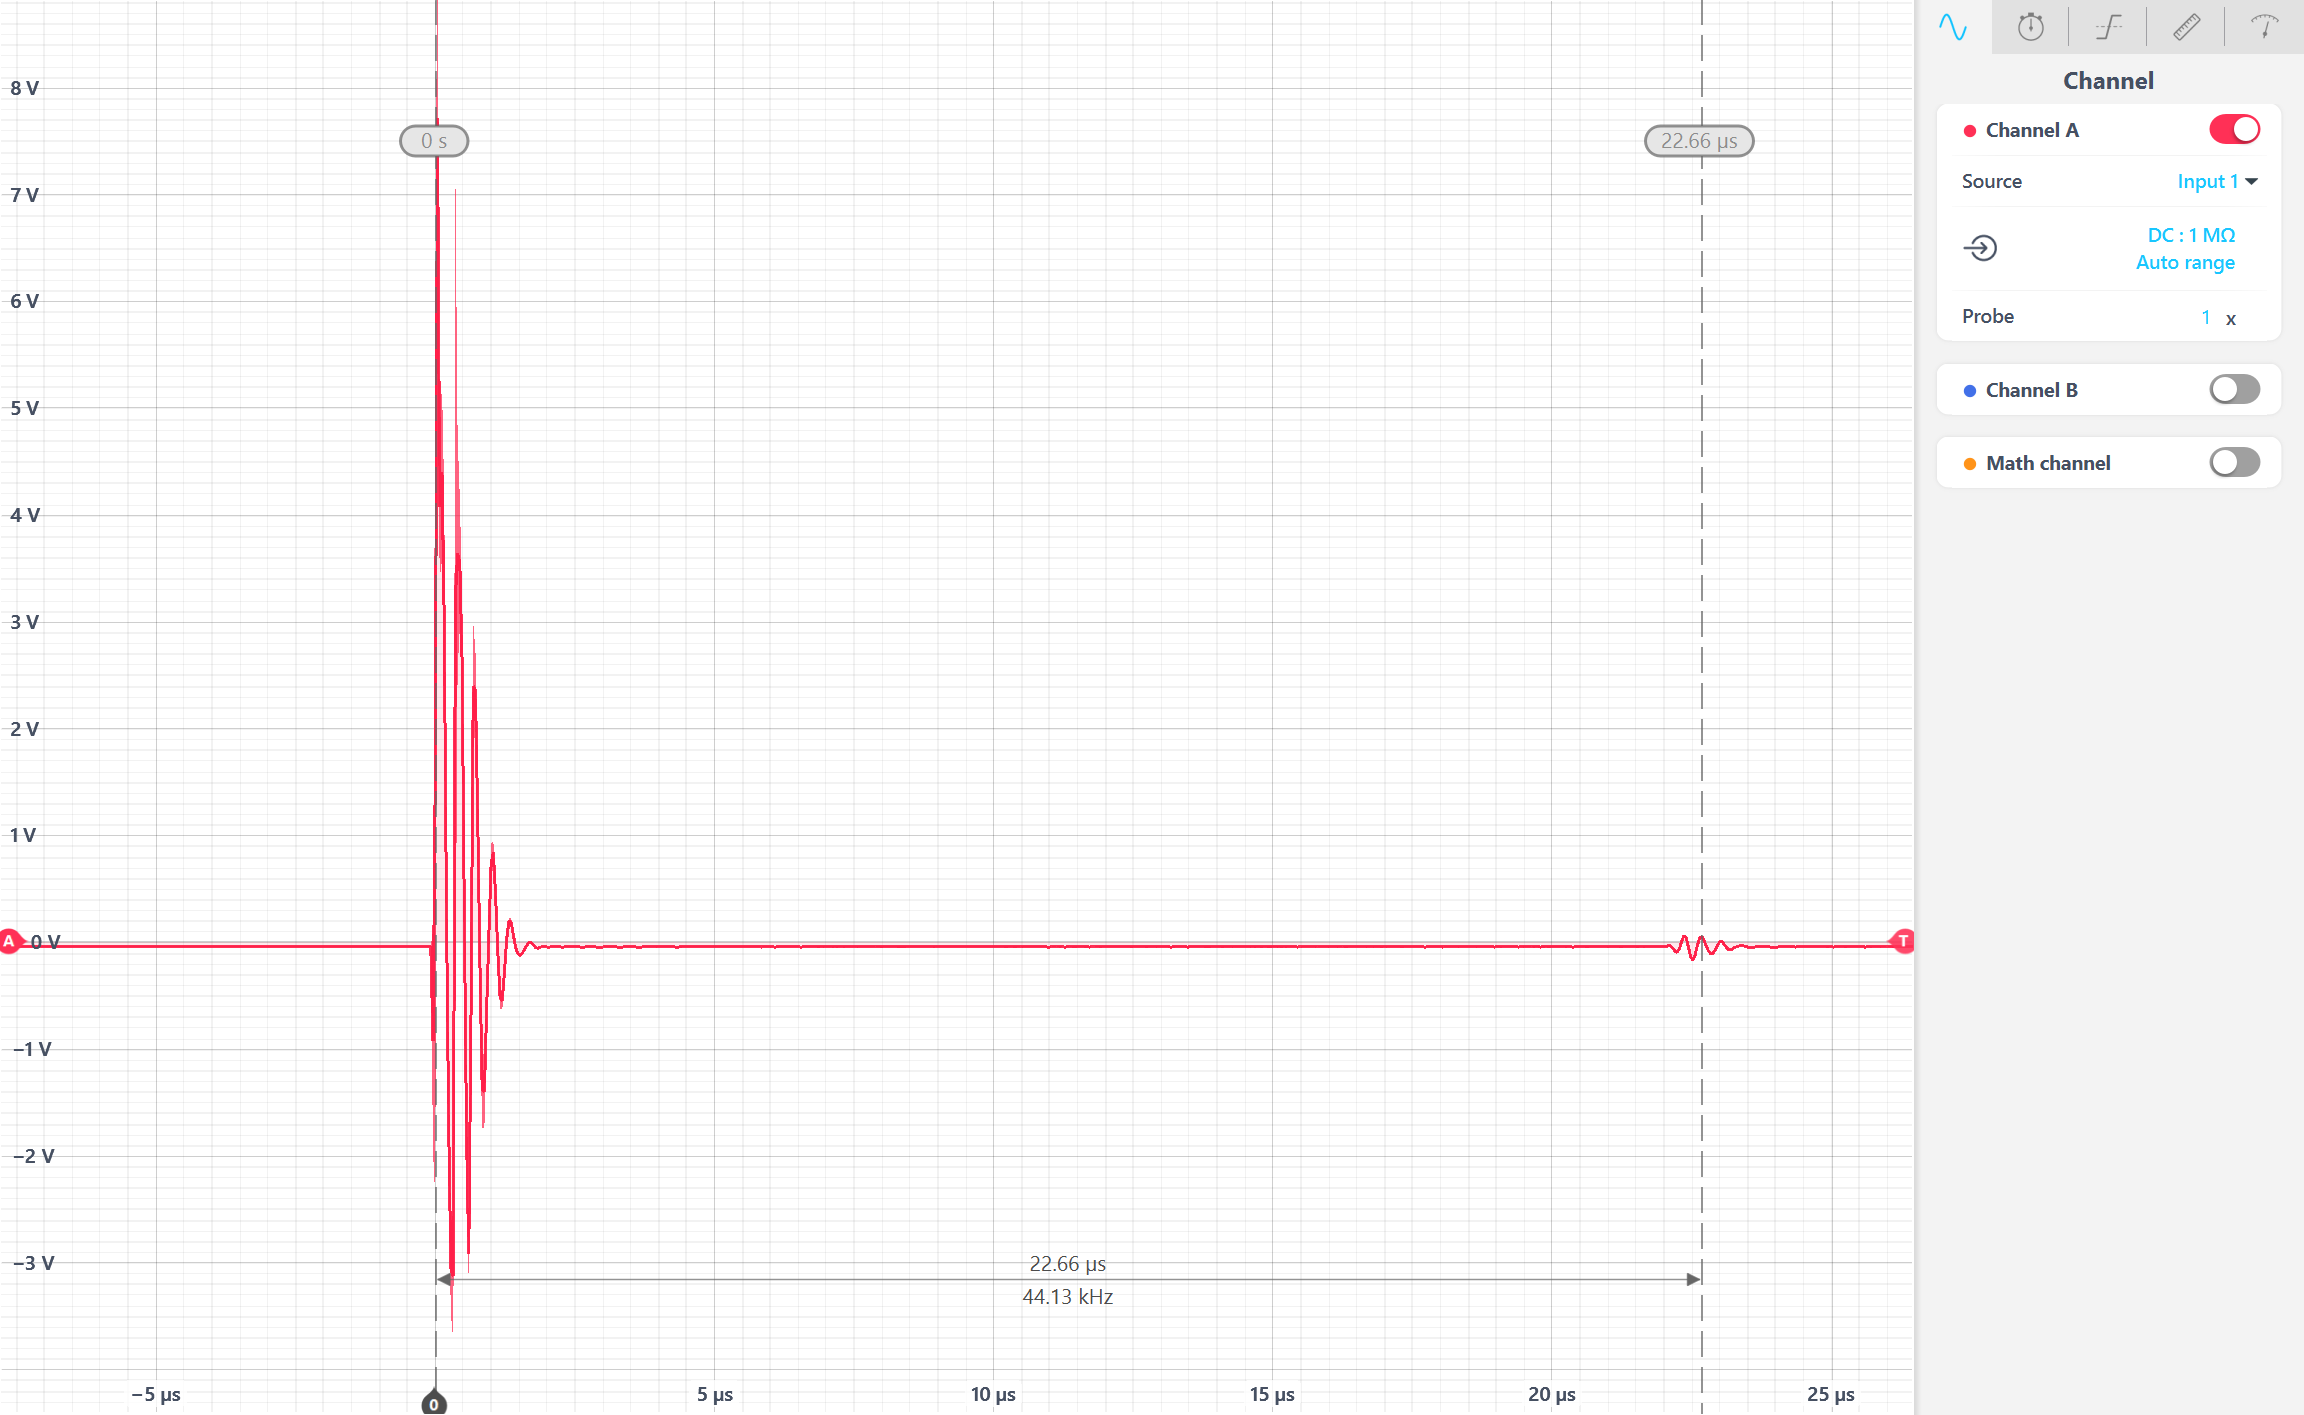 8 V
7 V
6 V
5 V
4 V
3 V
2 V
1 V
0 V
−1 V
−2 V
−3 V
A
T
0 s
22.66 µs
22.66 µs
44.13 kHz
−5 µs
0
5 µs
10 µs
15 µs
20 µs
25 µs
Channel
Channel A
Source Input 1
DC : 1 MΩ
Auto range
Probe 1 x
Channel B
Math channel